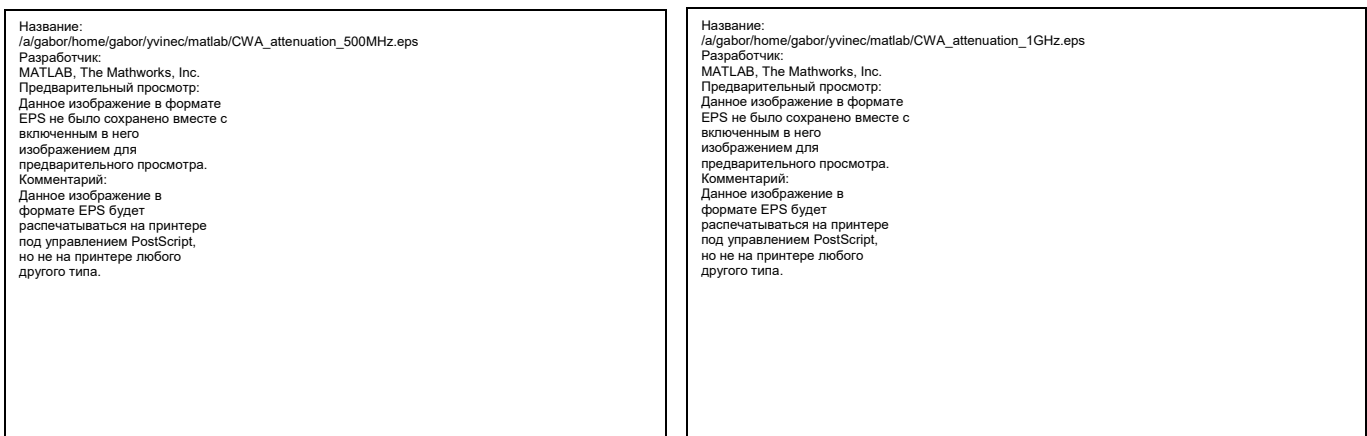 Название:
/a/gabor/home/gabor/yvinec/matlab/CWA_attenuation_500MHz.eps
Разработчик:
MATLAB, The Mathworks, Inc.
Предварительный просмотр:
Данное изображение в формате
EPS не было сохранено вместе с
включенным в него
изображением для
предварительного просмотра.
Комментарий:
Данное изображение в
формате EPS будет
распечатываться на принтере
под управлением PostScript,
но не на принтере любого
другого типа.
Название:
/a/gabor/home/gabor/yvinec/matlab/CWA_attenuation_1GHz.eps
Разработчик:
MATLAB, The Mathworks, Inc.
Предварительный просмотр:
Данное изображение в формате
EPS не было сохранено вместе с
включенным в него
изображением для
предварительного просмотра.
Комментарий:
Данное изображение в
формате EPS будет
распечатываться на принтере
под управлением PostScript,
но не на принтере любого
другого типа.